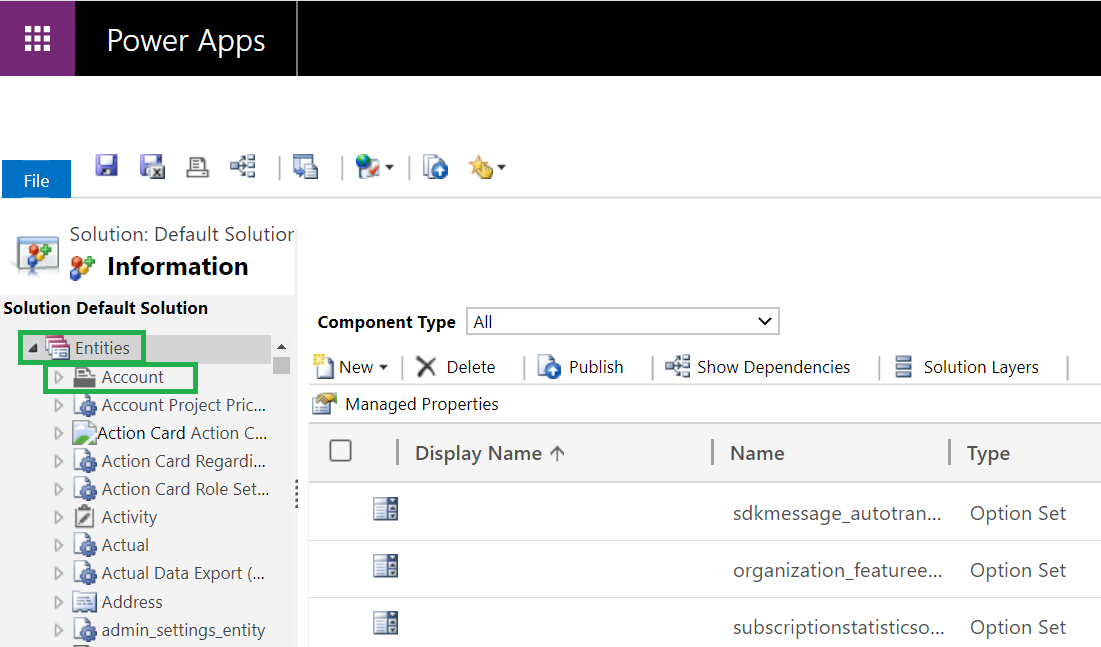 Power Apps
File
Solution: Default Solution
Information
Solution Default Solution
Entities
Account
Account Project Pric...
Action Card Action C...
Action Card Regardi...
Action Card Role Set...
Activity
Actual
Actual Data Export (...
Address
admin_settings_entity
Component Type All
New Delete Publish Show Dependencies Solution Layers
Managed Properties
Display Name Name Type
sdkmessage_autotran... Option Set
organization_featuree... Option Set
subscriptionstatisticso... Option Set